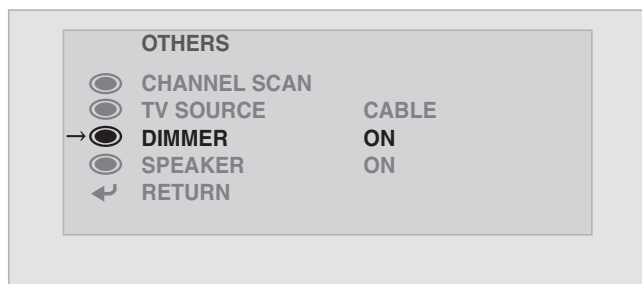 OTHERS
CHANNEL SCAN
TV SOURCE CABLE
→ DIMMER ON
SPEAKER ON
RETURN